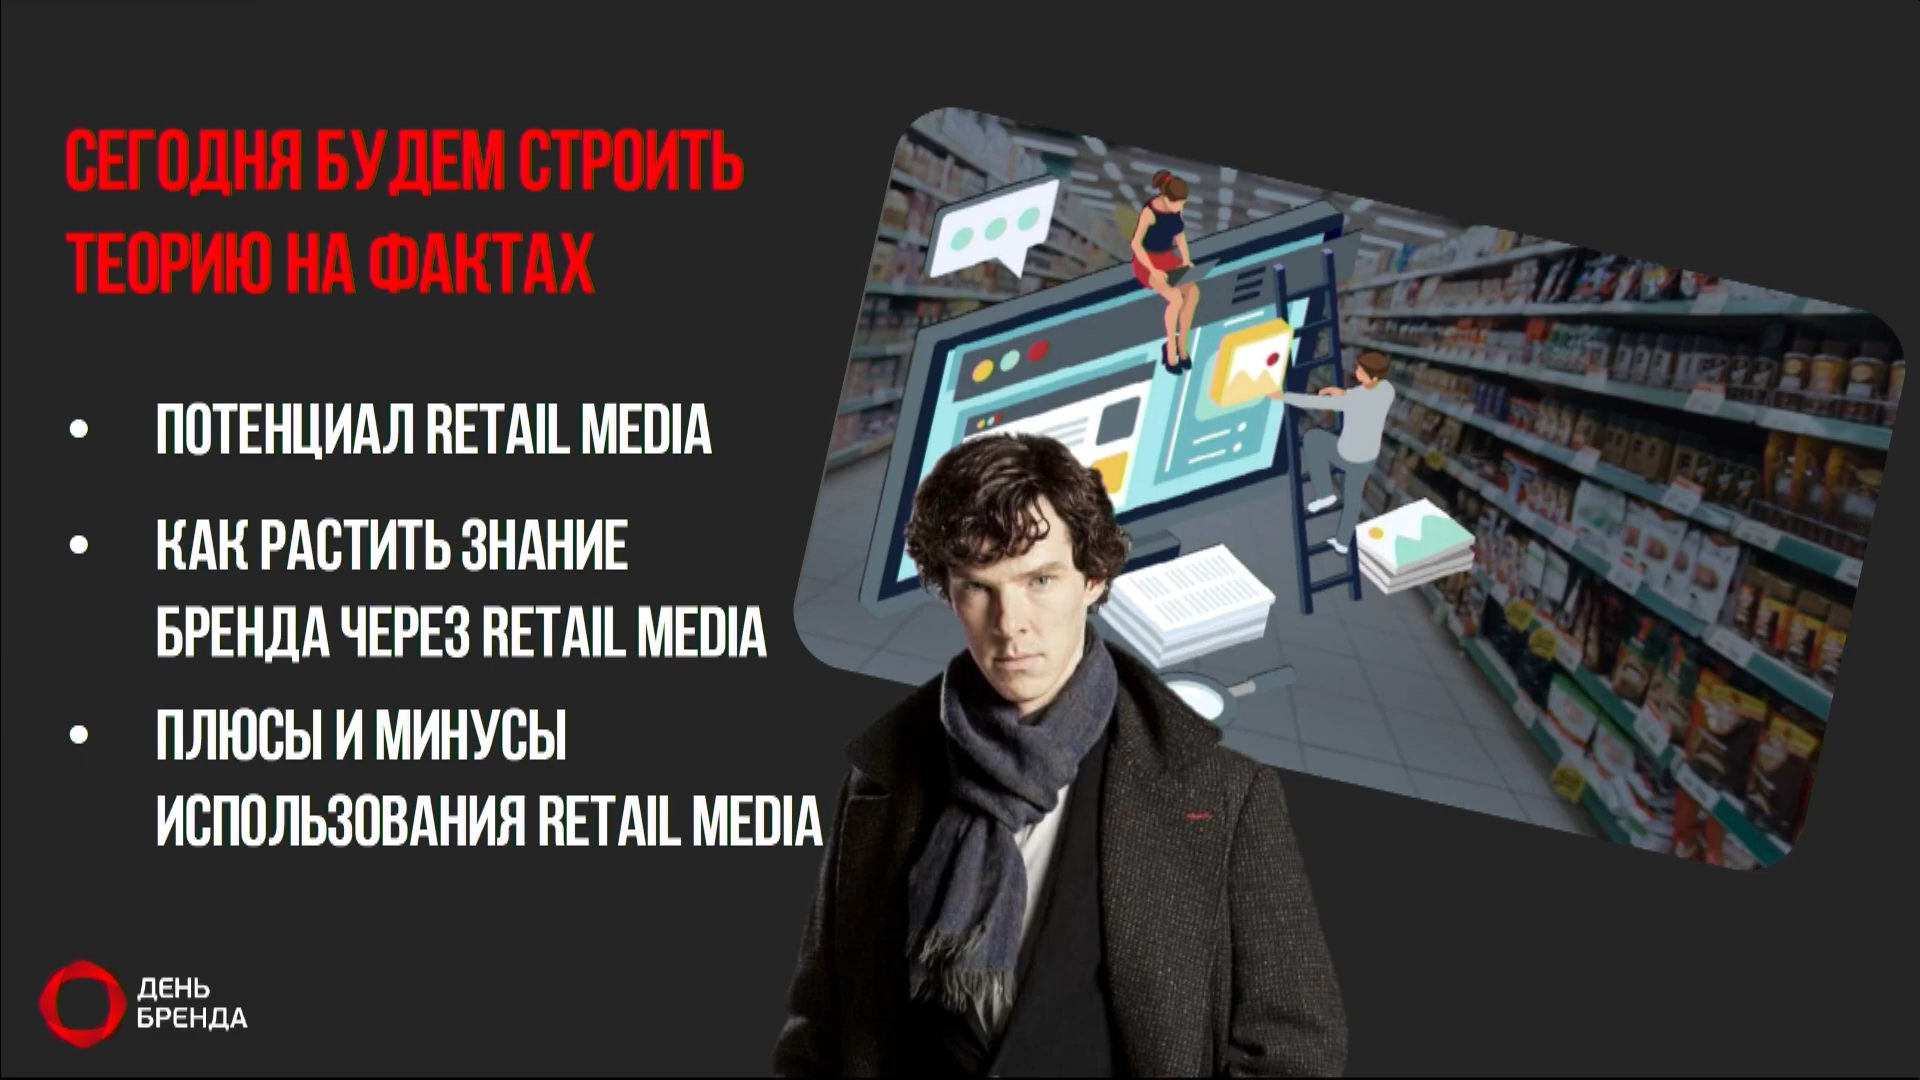 СЕГОДНЯ БУДЕМ СТРОИТЬ
ТЕОРИЮ НА ФАКТАХ
• ПОТЕНЦИАЛ RETAIL MEDIA
• КАК РАСТИТЬ ЗНАНИЕ
БРЕНДА ЧЕРЕЗ RETAIL MEDIA
• ПЛЮСЫ И МИНУСЫ
ИСПОЛЬЗОВАНИЯ RETAIL MEDIA
ДЕНЬ
БРЕНДА